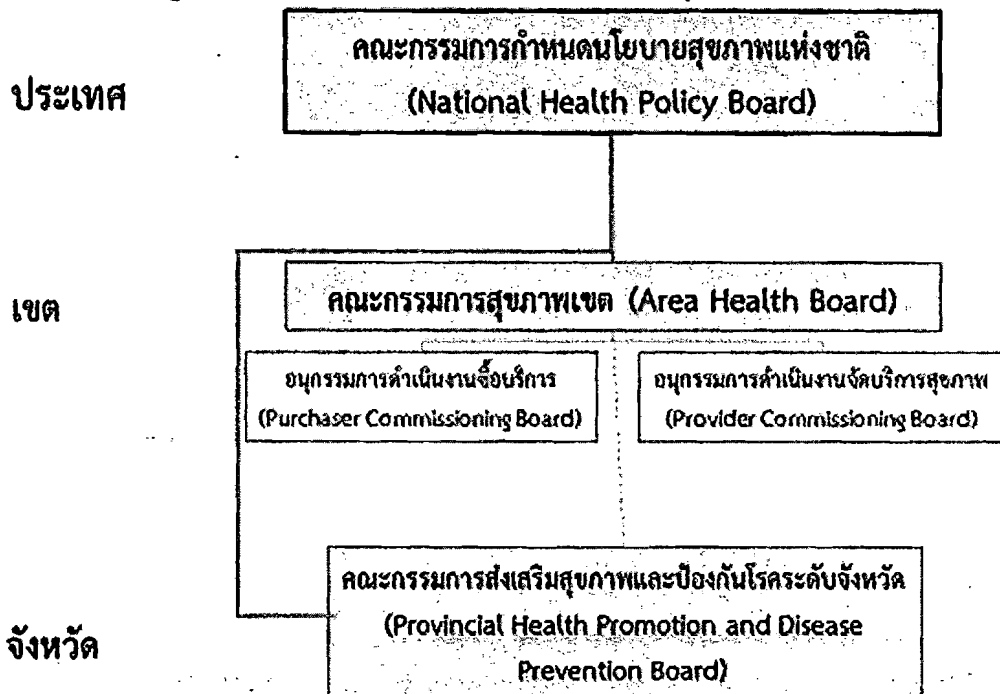 คณะกรรมการกำหนดนโยบายสุขภาพแห่งชาติ
(National Health Policy Board)
ประเทศ
เขต
คณะกรรมการสุขภาพเขต (Area Health Board)
อนุกรรมการดำเนินงานซื้อบริการ
(Purchaser Commissioning Board)
อนุกรรมการดำเนินงานจัดบริการสุขภาพ
(Provider Commissioning Board)
จังหวัด
คณะกรรมการส่งเสริมสุขภาพและป้องกันโรคระดับจังหวัด
(Provincial Health Promotion and Disease
Prevention Board)